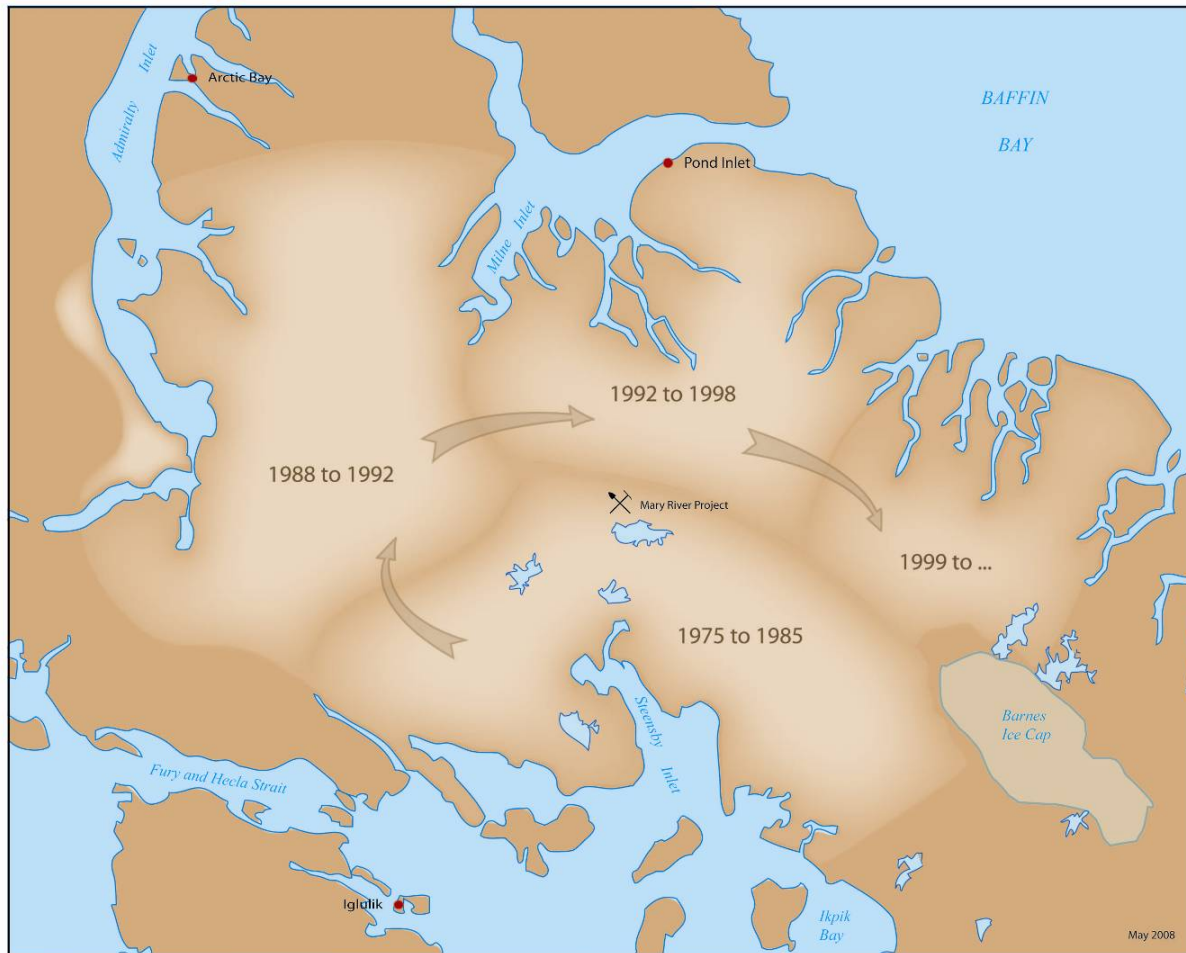 Admiralty Inlet
Arctic Bay
BAFFIN
BAY
Pond Inlet
Milne Inlet
1992 to 1998
1988 to 1992
Mary River Project
1999 to ...
1975 to 1985
Steensby Inlet
Barnes
Ice Cap
Fury and Hecla Strait
Iglulik
Ikpik
Bay
May 2008